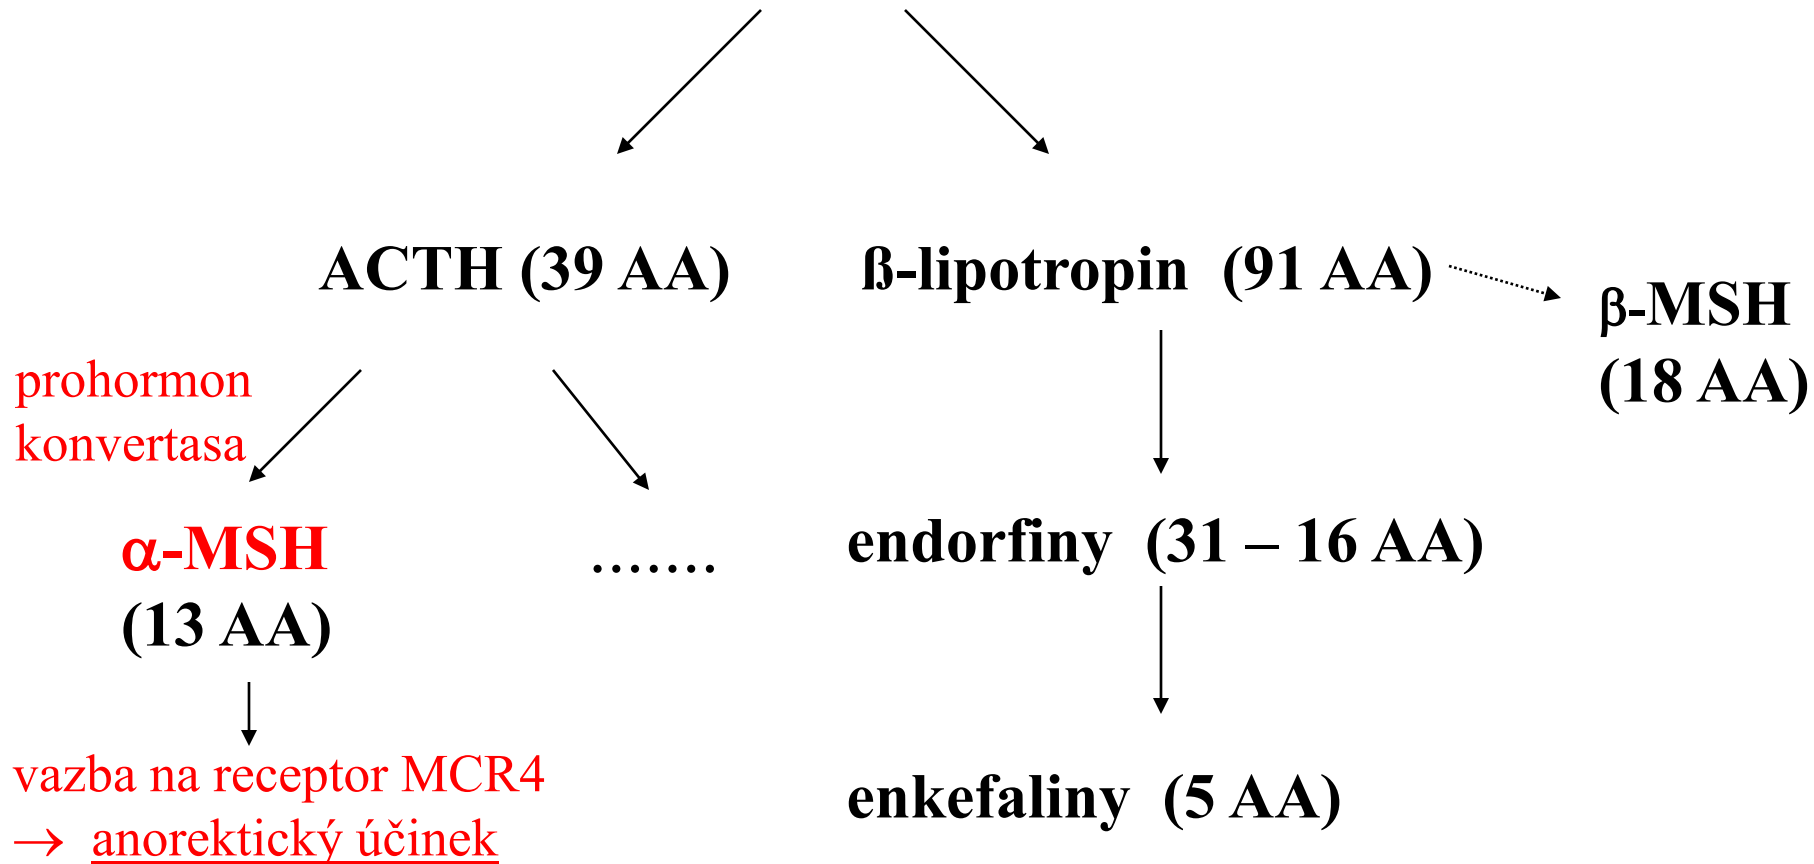 ACTH (39 AA)
ß-lipotropin (91 AA)
β-MSH
(18 AA)
prohormon
konvertasa
α-MSH
(13 AA)
.......
endorfiny (31 – 16 AA)
vazba na receptor MCR4
→ anorektický účinek
enkefaliny (5 AA)